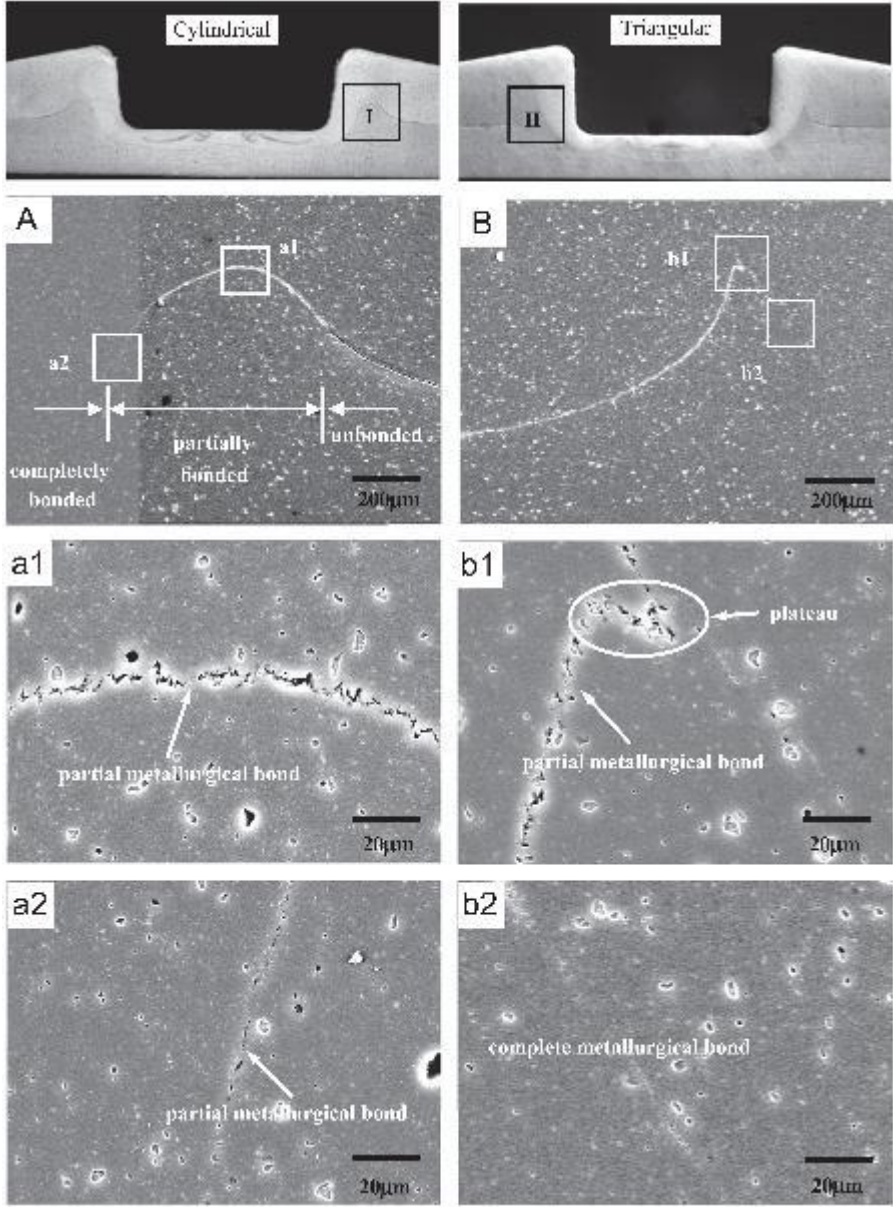 Cylindrical
Triangular
I
II
A
a1
a2
completely
bonded
partially
bonded
unbonded
200μm
B
b1
b2
200μm
a1
partial metallurgical bond
20μm
b1
plateau
partial metallurgical bond
20μm
a2
partial metallurgical bond
20μm
b2
complete metallurgical bond
20μm